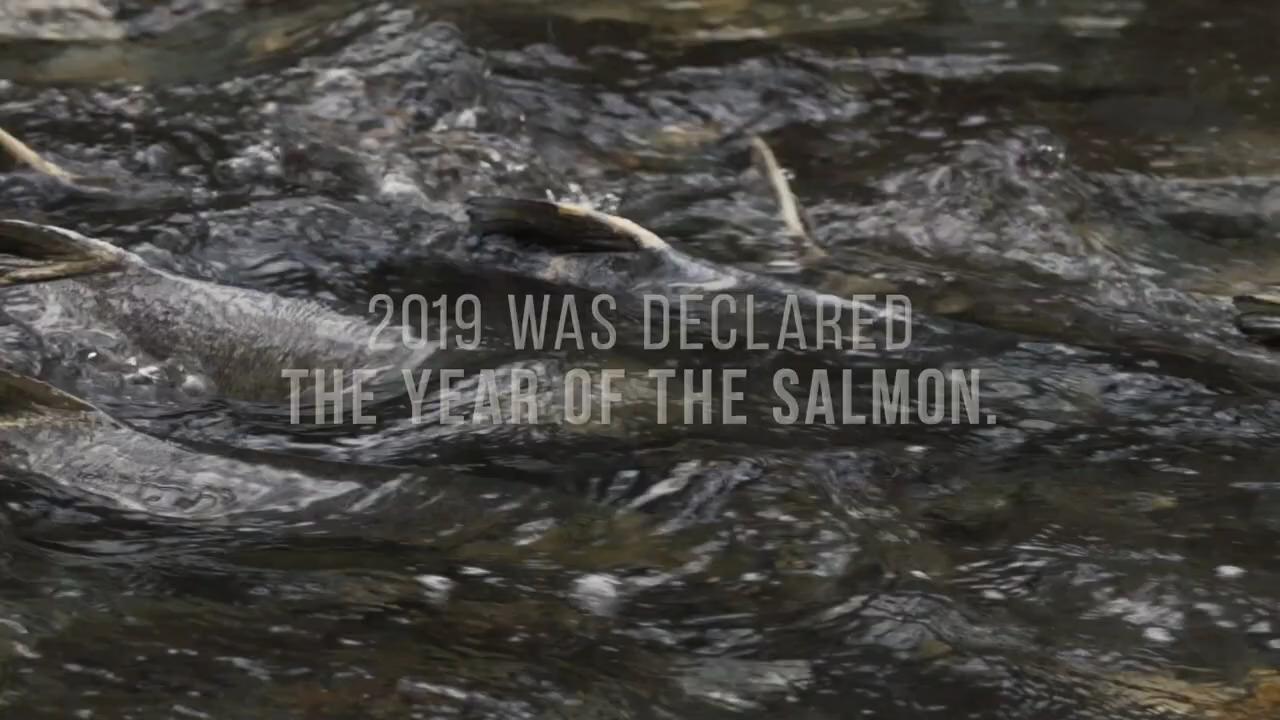 2019 WAS DECLARED
THE YEAR OF THE SALMON.